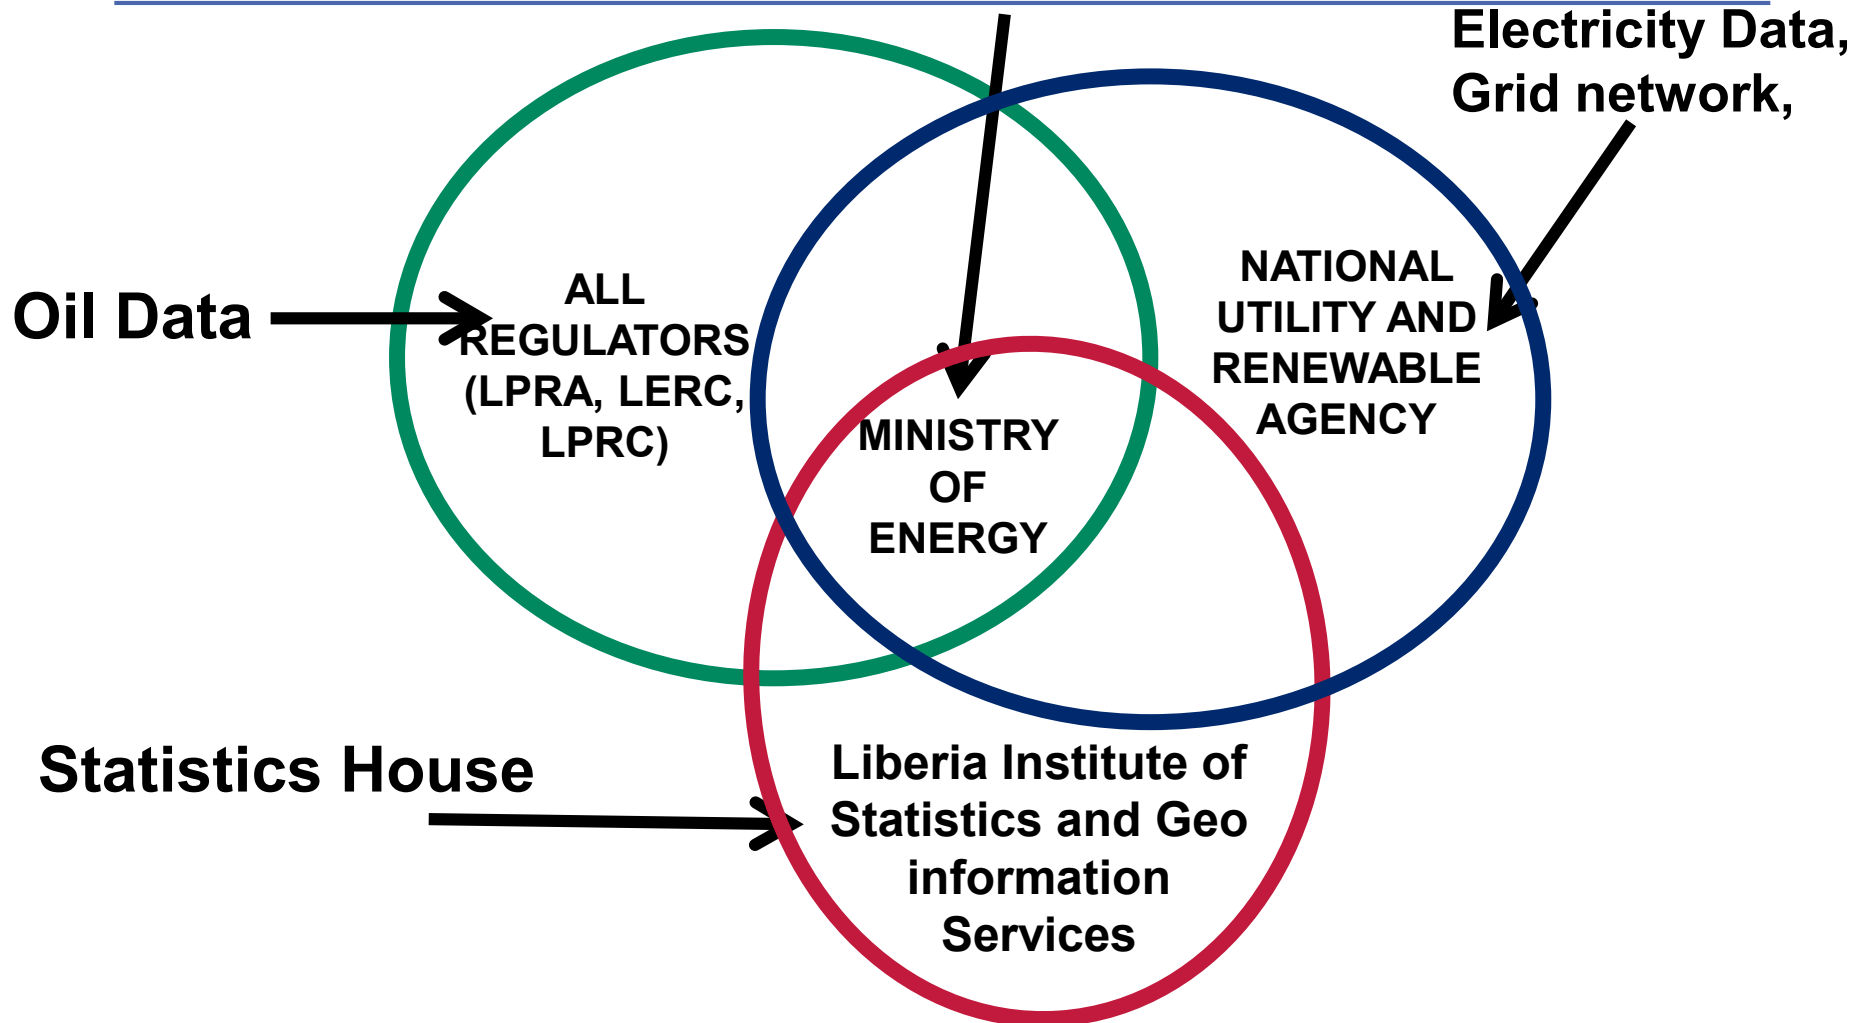 Electricity Data,
Grid network,
Oil Data
ALL
REGULATORS
(LPRA, LERC,
LPRC)
NATIONAL
UTILITY AND
RENEWABLE
AGENCY
MINISTRY
OF
ENERGY
Statistics House
Liberia Institute of
Statistics and Geo
information
Services